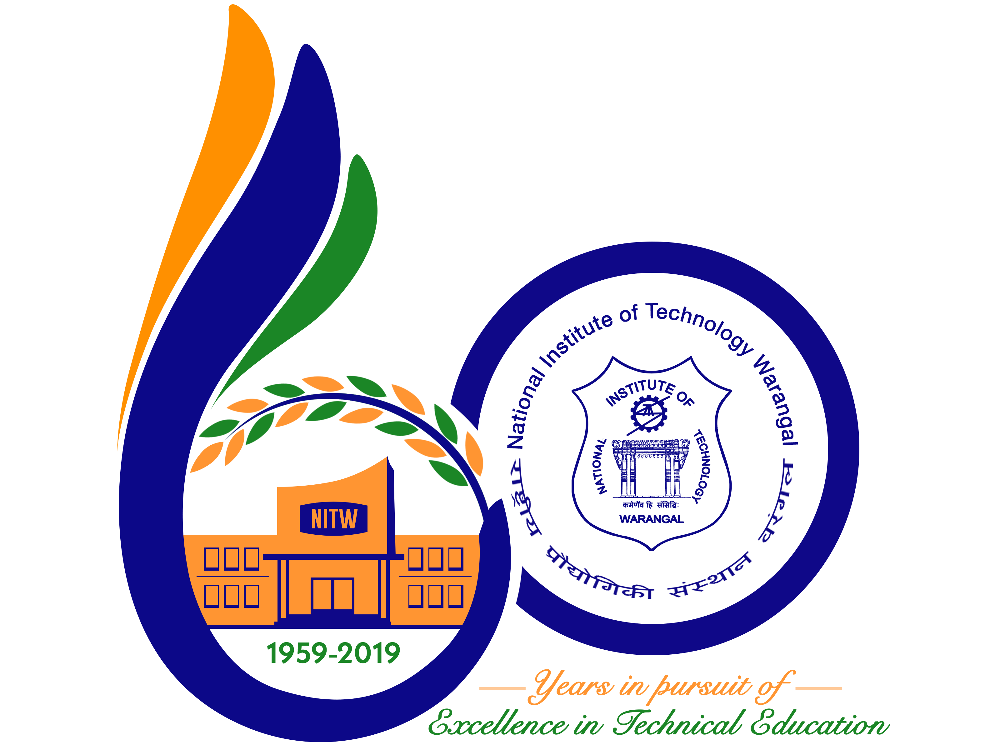 National Institute of Technology Warangal
INSTITUTE OF
NATIONAL
TECHNOLOGY
कर्मणैव हि संसिद्धिः
WARANGAL
राष्ट्रीय प्रौद्योगिकी संस्थान वरंगल
NITW
1959-2019
60
Years in pursuit of
Excellence in Technical Education